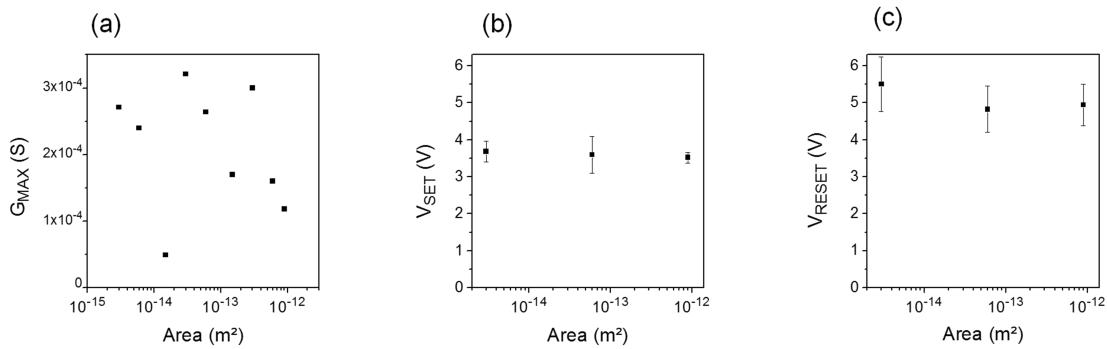 (a)
G_MAX (S)
3x10⁻⁴
2x10⁻⁴
1x10⁻⁴
0
10⁻¹⁵ 10⁻¹⁴ 10⁻¹³ 10⁻¹²
Area (m²)
(b)
V_SET (V)
6
5
4
3
2
1
0
10⁻¹⁴ 10⁻¹³ 10⁻¹²
Area (m²)
(c)
V_RESET (V)
6
5
4
3
2
1
0
10⁻¹⁴ 10⁻¹³ 10⁻¹²
Area (m²)